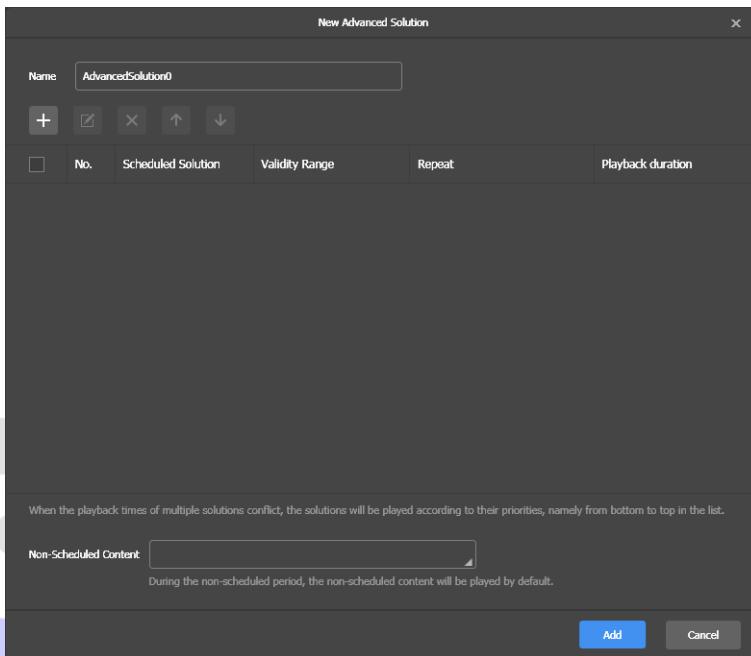 New Advanced Solution
Name AdvancedSolution0
No. Scheduled Solution Validity Range Repeat Playback duration
When the playback times of multiple solutions conflict, the solutions will be played according to their priorities, namely from bottom to top in the list.
Non-Scheduled Content
During the non-scheduled period, the non-scheduled content will be played by default.
Add Cancel